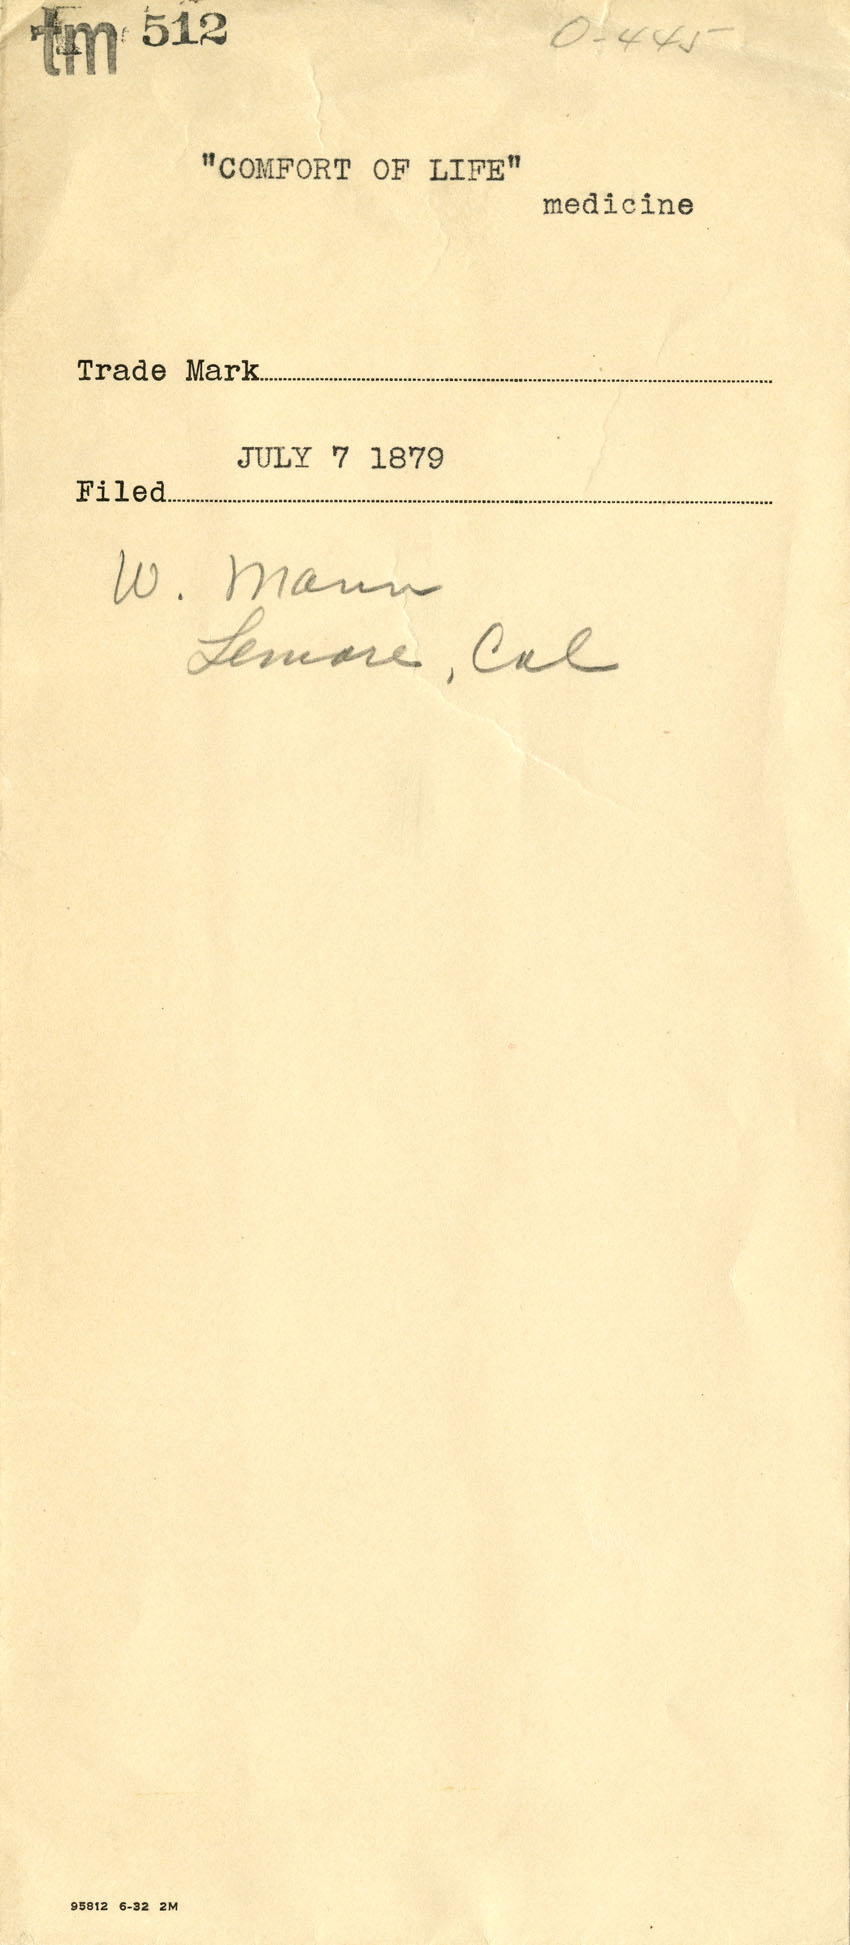 tm 512
O-445
"COMFORT OF LIFE"
medicine
Trade Mark
JULY 7 1879
Filed
W. Mann
Lemore, Cal
95812 6-32 2M